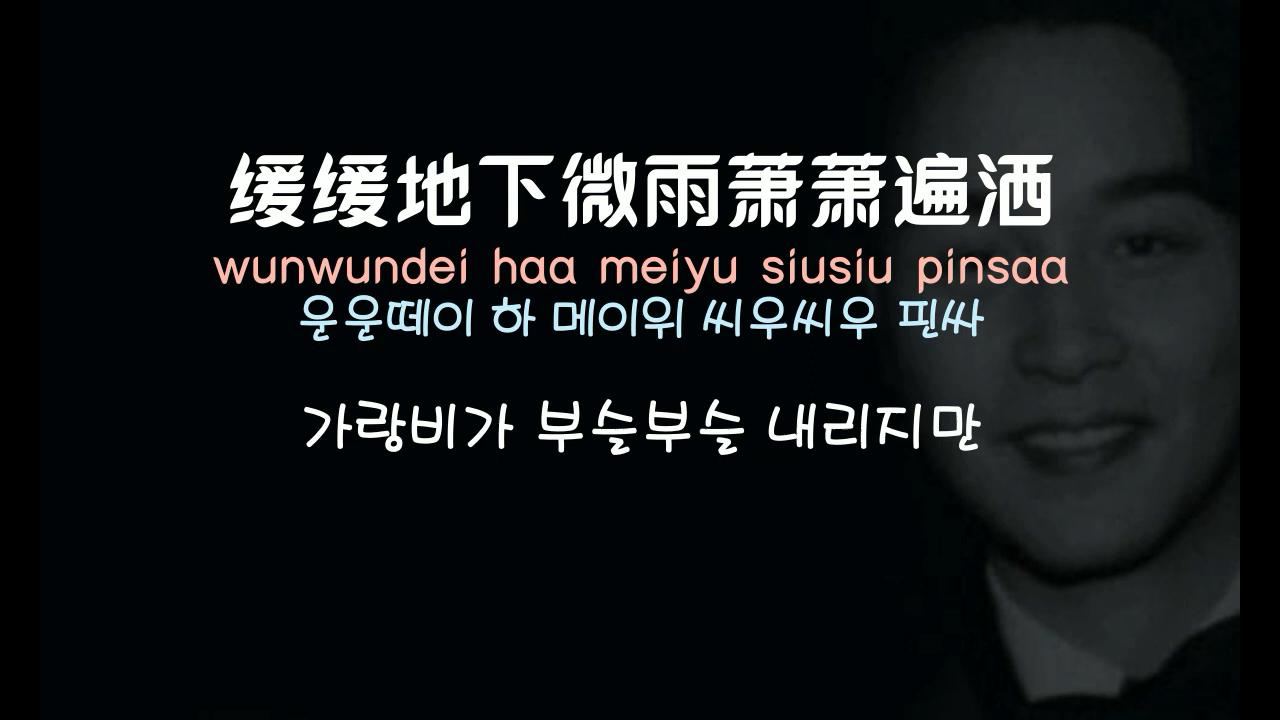 缓缓地下微雨萧萧遍洒
wunwundei haa meiyu siusiu pinsaa
운운떼이 하 메이위 씨우씨우 핀싸
가랑비가 부슬부슬 내리지만